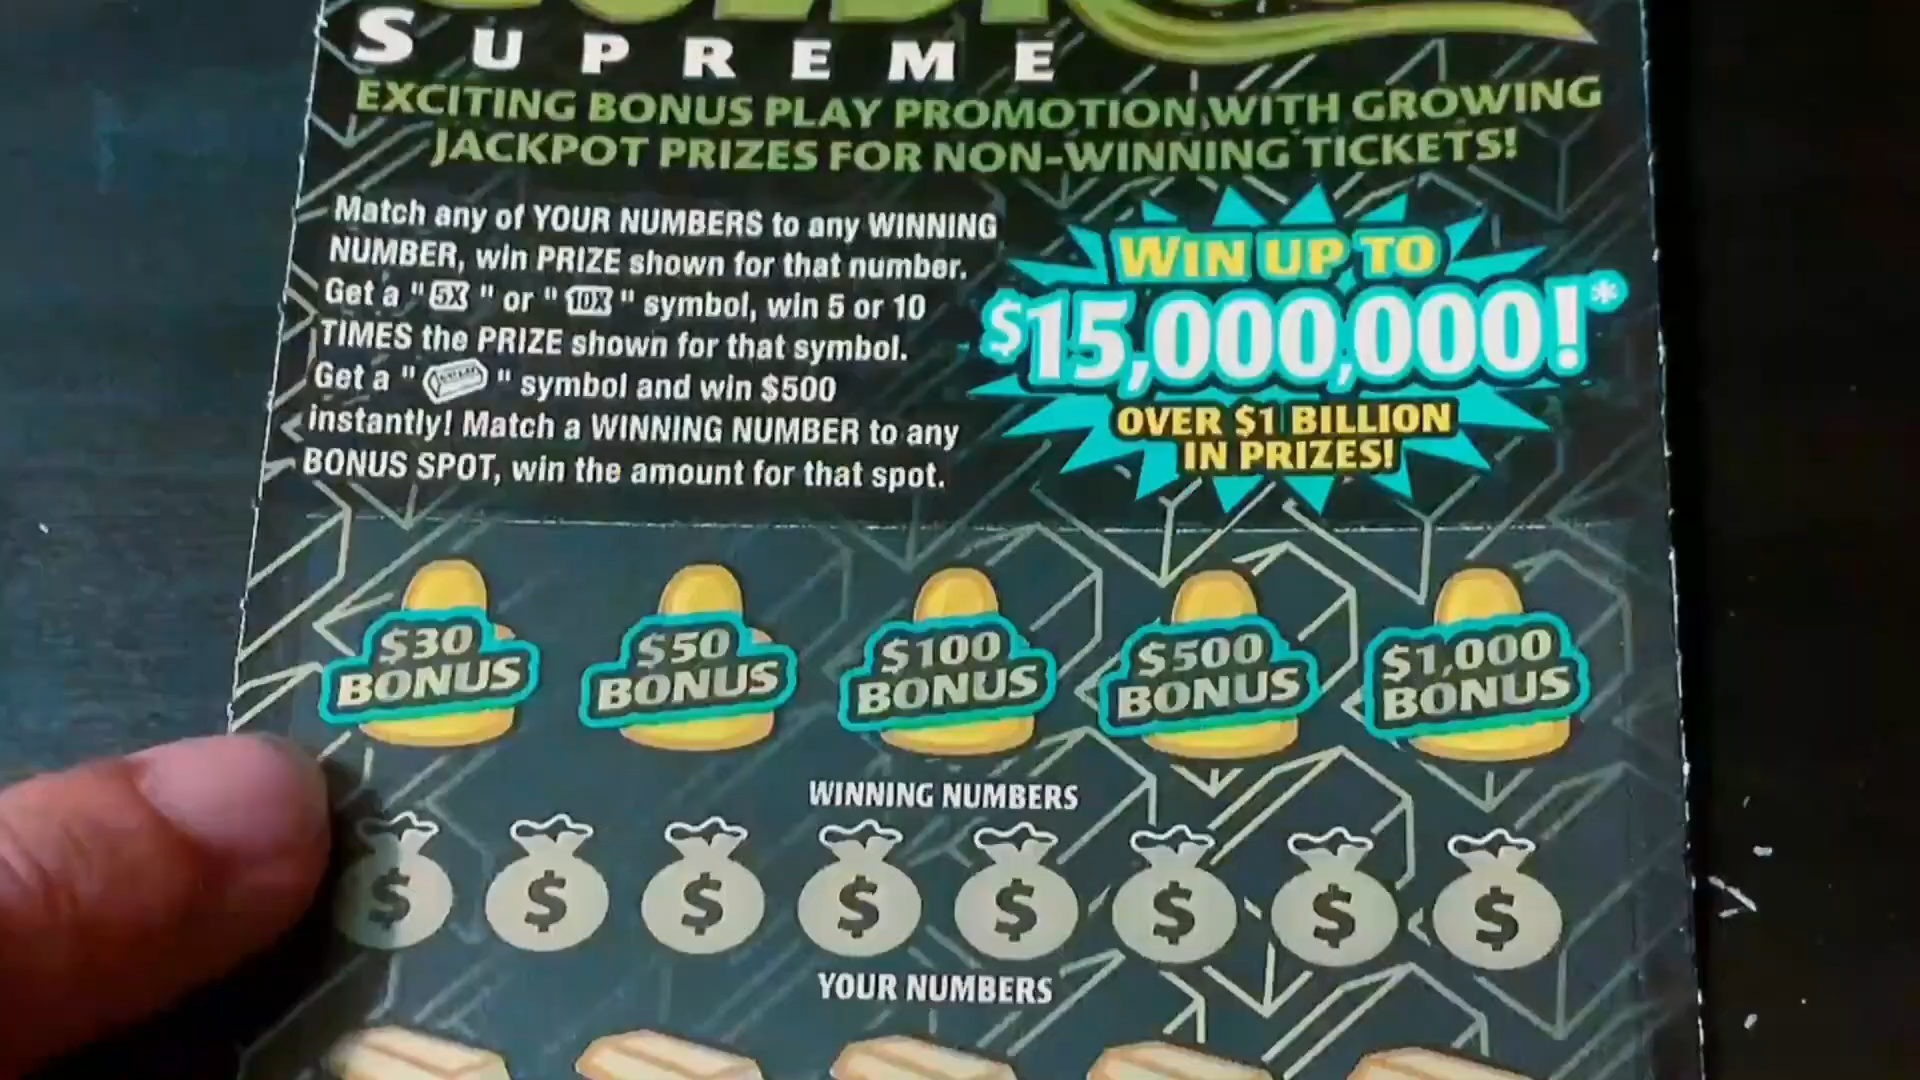 SUPREME
EXCITING BONUS PLAY PROMOTION WITH GROWING
JACKPOT PRIZES FOR NON-WINNING TICKETS!
Match any of YOUR NUMBERS to any WINNING
NUMBER, win PRIZE shown for that number.
Get a "5X" or "10X" symbol, win 5 or 10
TIMES the PRIZE shown for that symbol.
Get a " " symbol and win $500
instantly! Match a WINNING NUMBER to any
BONUS SPOT, win the amount for that spot.
WIN UP TO
$15,000,000!*
OVER $1 BILLION
IN PRIZES!
$30 BONUS
$50 BONUS
$100 BONUS
$500 BONUS
$1,000 BONUS
WINNING NUMBERS
$ $ $ $ $ $ $ $
YOUR NUMBERS